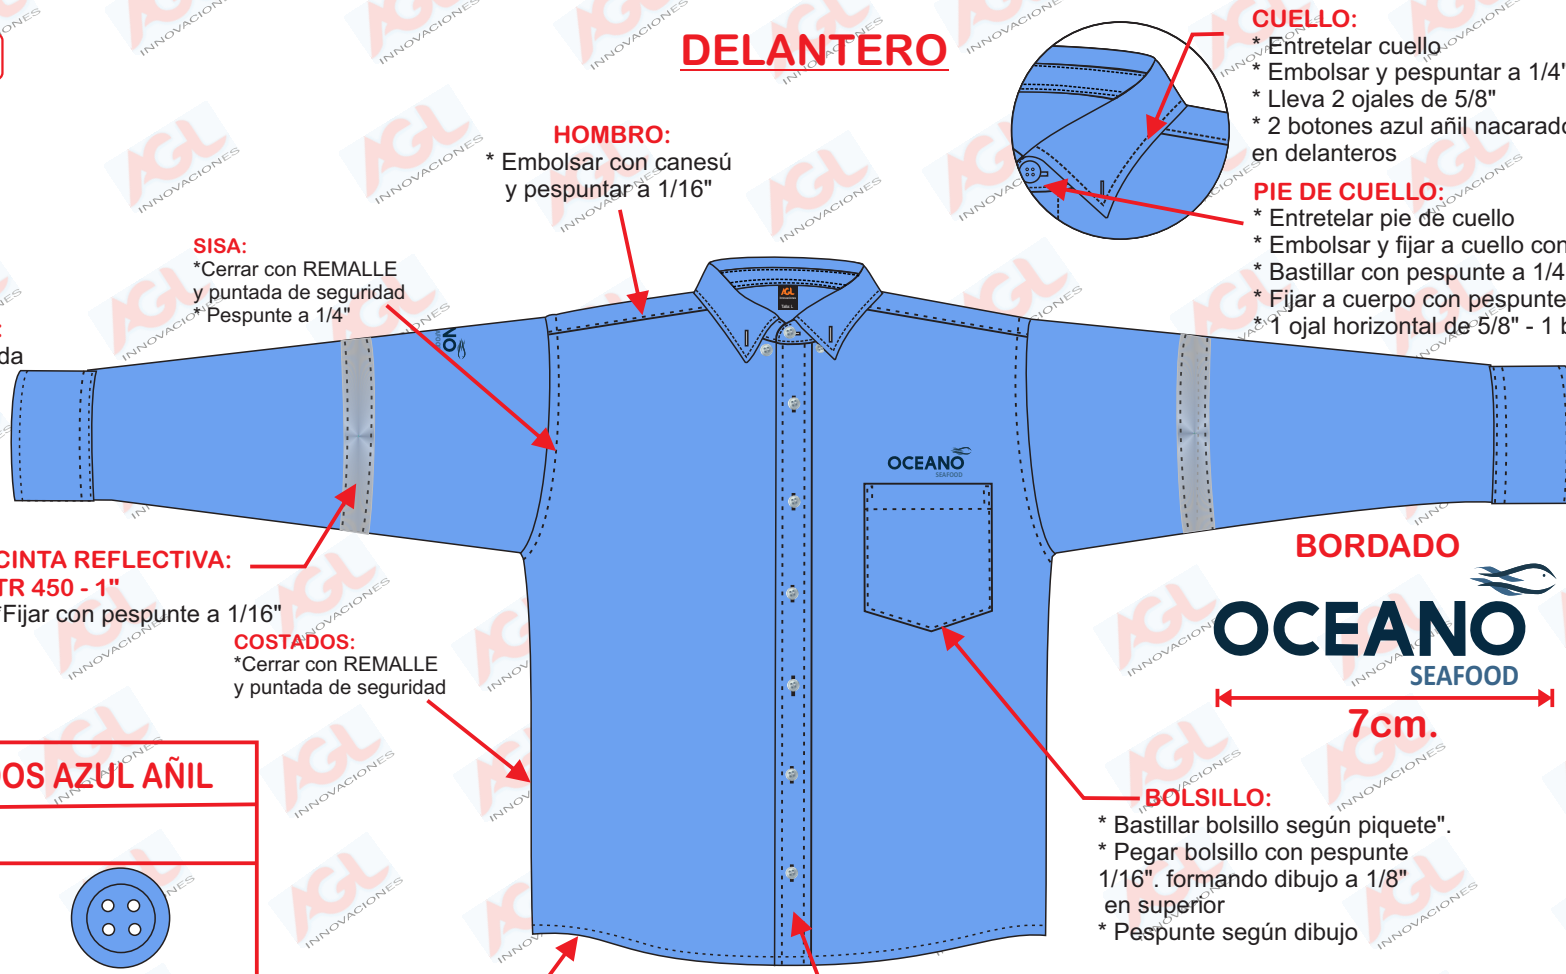 DELANTERO
CUELLO:
* Entretelar cuello
* Embolsar y pespuntar a 1/4"
* Lleva 2 ojales de 5/8"
* 2 botones azul añil nacarado
en delanteros
PIE DE CUELLO:
* Entretelar pie de cuello
* Embolsar y fijar a cuello con
* Bastillar con pespunte a 1/4
* Fijar a cuerpo con pespunte
* 1 ojal horizontal de 5/8" - 1 b
HOMBRO:
* Embolsar con canesú
y pespuntar a 1/16"
SISA:
*Cerrar con REMALLE
y puntada de seguridad
* Pespunte a 1/4"
:
da
AGL
INNOVACIONES
Talla: L
NO
OCEANO
SEAFOOD
CINTA REFLECTIVA:
TR 450 - 1"
*Fijar con pespunte a 1/16"
COSTADOS:
*Cerrar con REMALLE
y puntada de seguridad
BORDADO
OCEANO
SEAFOOD
7cm.
OS AZUL AÑIL
BOLSILLO:
* Bastillar bolsillo según piquete".
* Pegar bolsillo con pespunte
1/16". formando dibujo a 1/8"
en superior
* Pespunte según dibujo